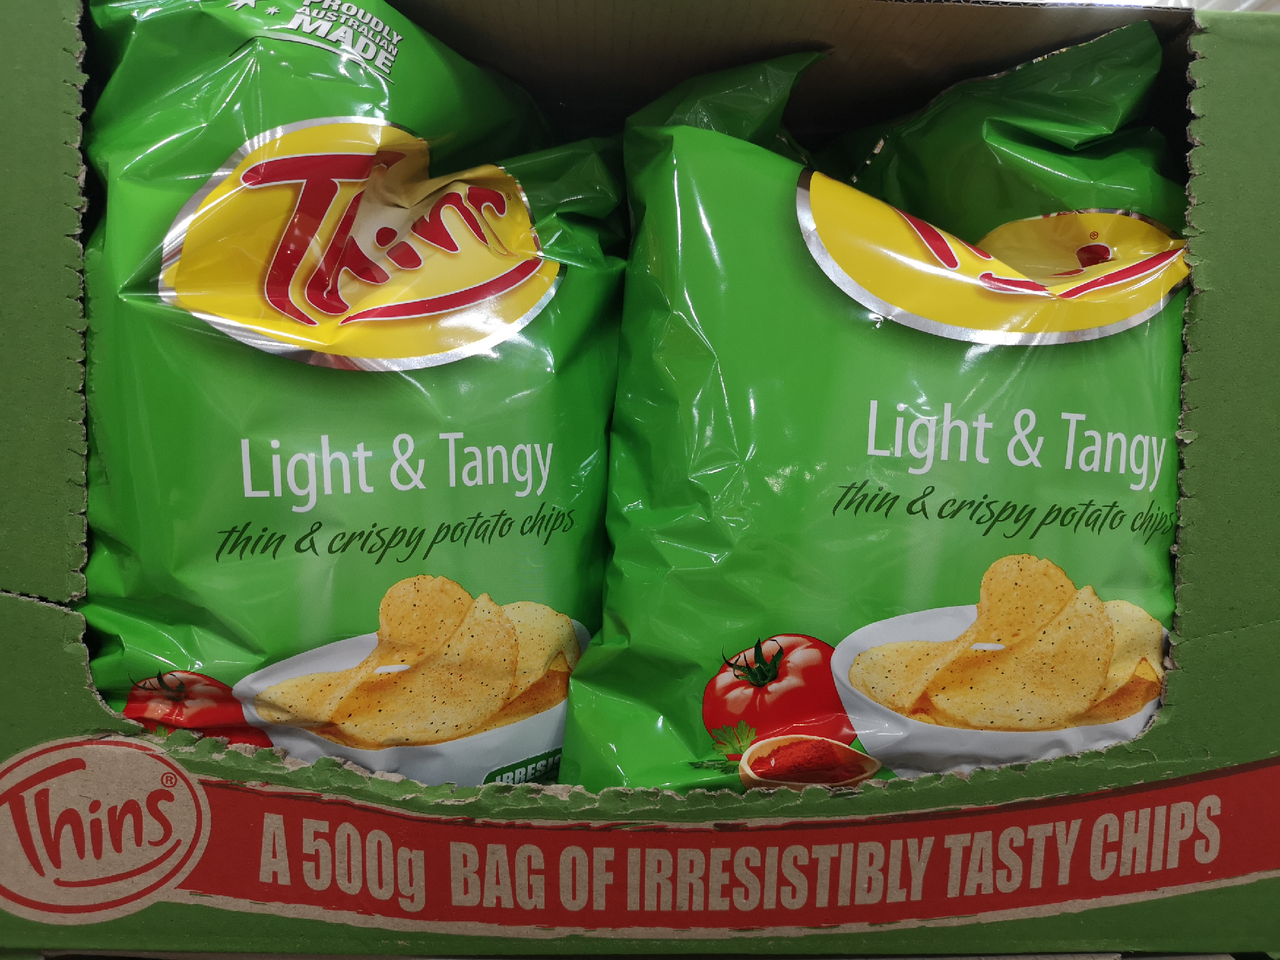 PROUDLY
AUSTRALIAN
MADE
Thins
Light & Tangy
thin & crispy potato chips
Light & Tangy
thin & crispy potato chips
Thins®
A 500g BAG OF IRRESISTIBLY TASTY CHIPS